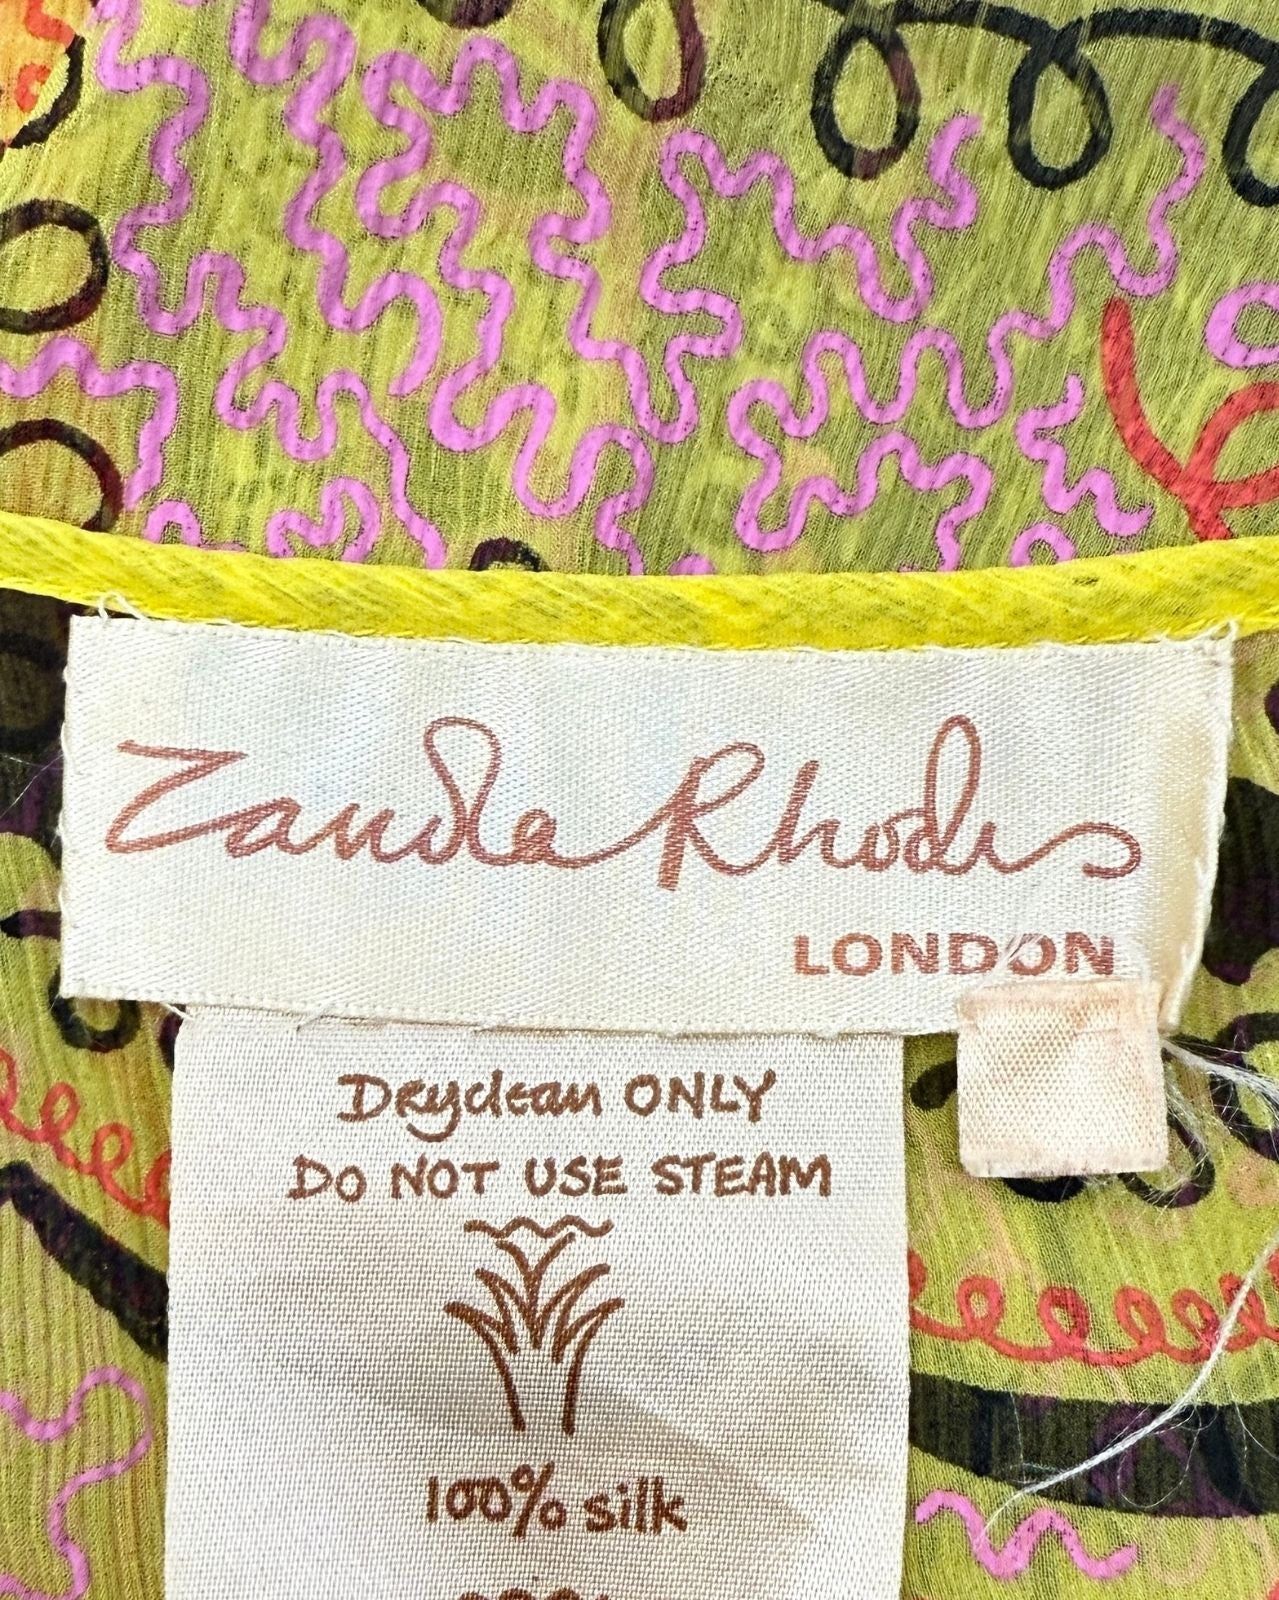 Zandra Rhodes
LONDON
Dryclean ONLY
DO NOT USE STEAM
100% silk